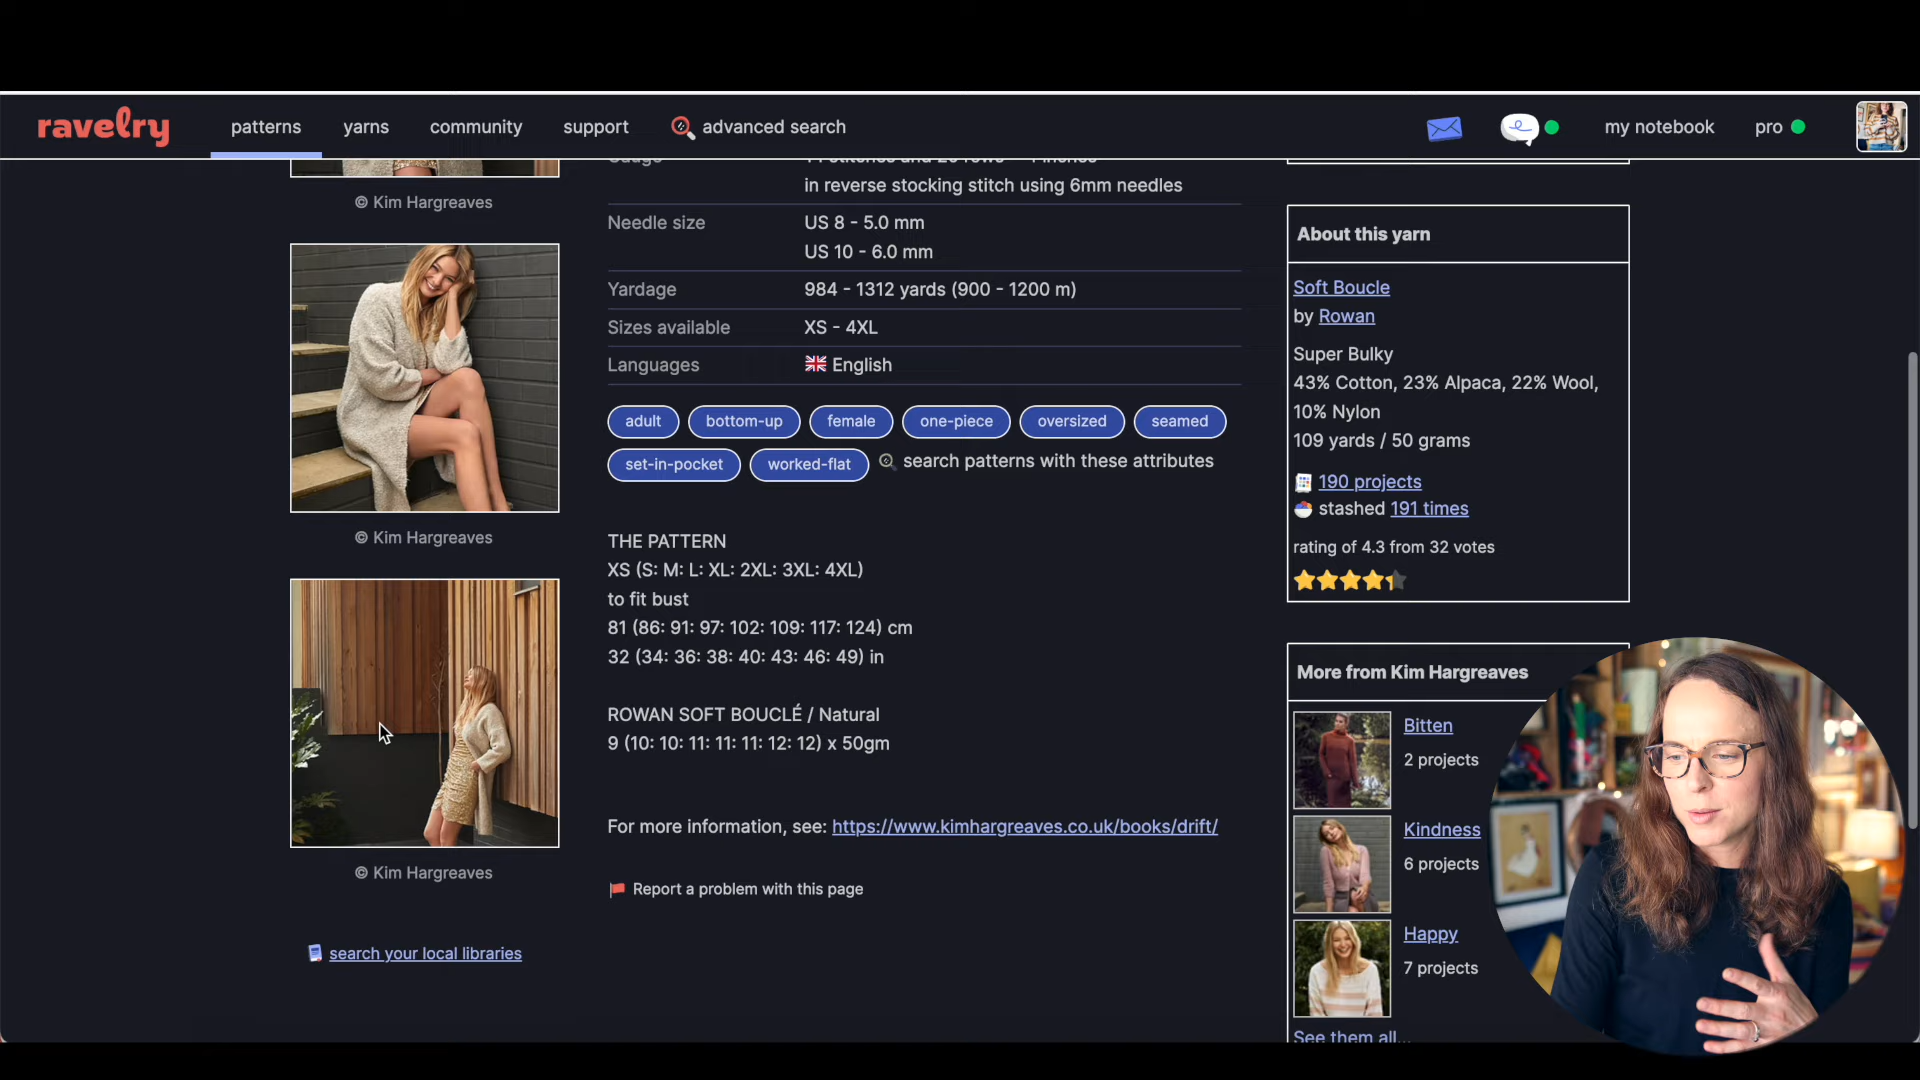 ravelry
patterns
yarns
community
support
advanced search
my notebook
pro
in reverse stocking stitch using 6mm needles
Needle size
US 8 - 5.0 mm
US 10 - 6.0 mm
Yardage
984 - 1312 yards (900 - 1200 m)
Sizes available
XS - 4XL
Languages
English
adult
bottom-up
female
one-piece
oversized
seamed
set-in-pocket
worked-flat
search patterns with these attributes
THE PATTERN
XS (S: M: L: XL: 2XL: 3XL: 4XL)
to fit bust
81 (86: 91: 97: 102: 109: 117: 124) cm
32 (34: 36: 38: 40: 43: 46: 49) in
ROWAN SOFT BOUCLÉ / Natural
9 (10: 10: 11: 11: 11: 12: 12) x 50gm
For more information, see: https://www.kimhargreaves.co.uk/books/drift/
Report a problem with this page
© Kim Hargreaves
© Kim Hargreaves
© Kim Hargreaves
search your local libraries
About this yarn
Soft Boucle
by Rowan
Super Bulky
43% Cotton, 23% Alpaca, 22% Wool,
10% Nylon
109 yards / 50 grams
190 projects
stashed 191 times
rating of 4.3 from 32 votes
More from Kim Hargreaves
Bitten
2 projects
Kindness
6 projects
Happy
7 projects
See them all...